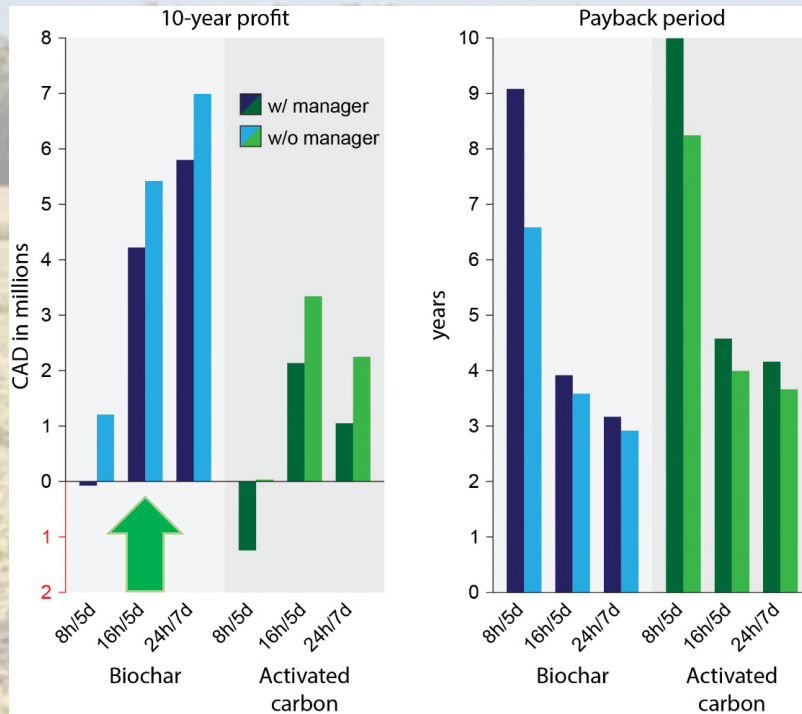 10-year profit
8
7
6
5
4
3
2
1
0
1
2
CAD in millions
w/ manager
w/o manager
8h/5d
16h/5d
24h/7d
8h/5d
16h/5d
24h/7d
Biochar
Activated
carbon
Payback period
10
9
8
7
6
5
4
3
2
1
0
years
8h/5d
16h/5d
24h/7d
8h/5d
16h/5d
24h/7d
Biochar
Activated
carbon